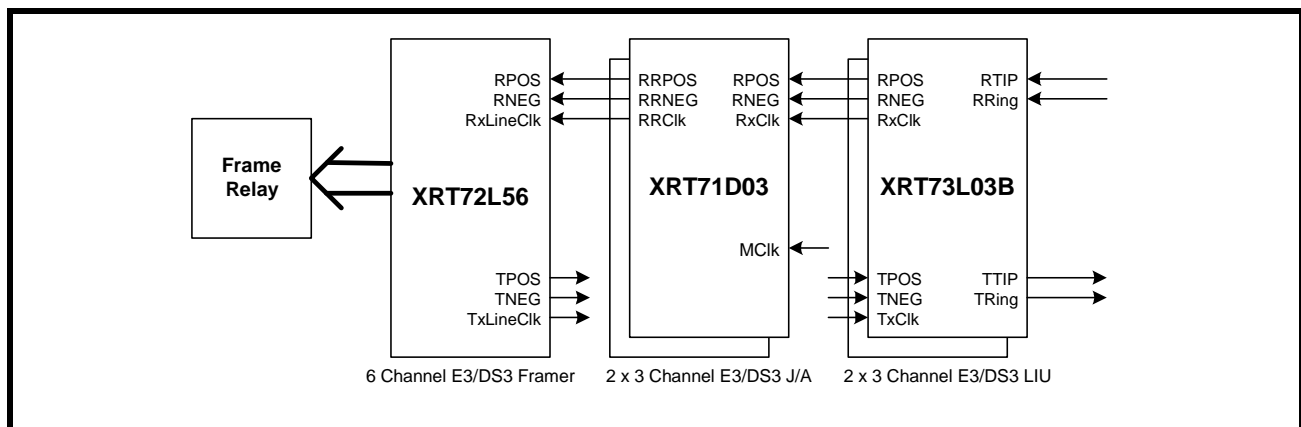 Frame
Relay
RPOS
RNEG
RxLineClk
XRT72L56
TPOS
TNEG
TxLineClk
6 Channel E3/DS3 Framer
RRPOS RPOS
RRNEG RNEG
RRClk RxClk
XRT71D03
MClk
2 x 3 Channel E3/DS3 J/A
RPOS RTIP
RNEG RRing
RxClk
XRT73L03B
TPOS TTIP
TNEG TRing
TxClk
2 x 3 Channel E3/DS3 LIU